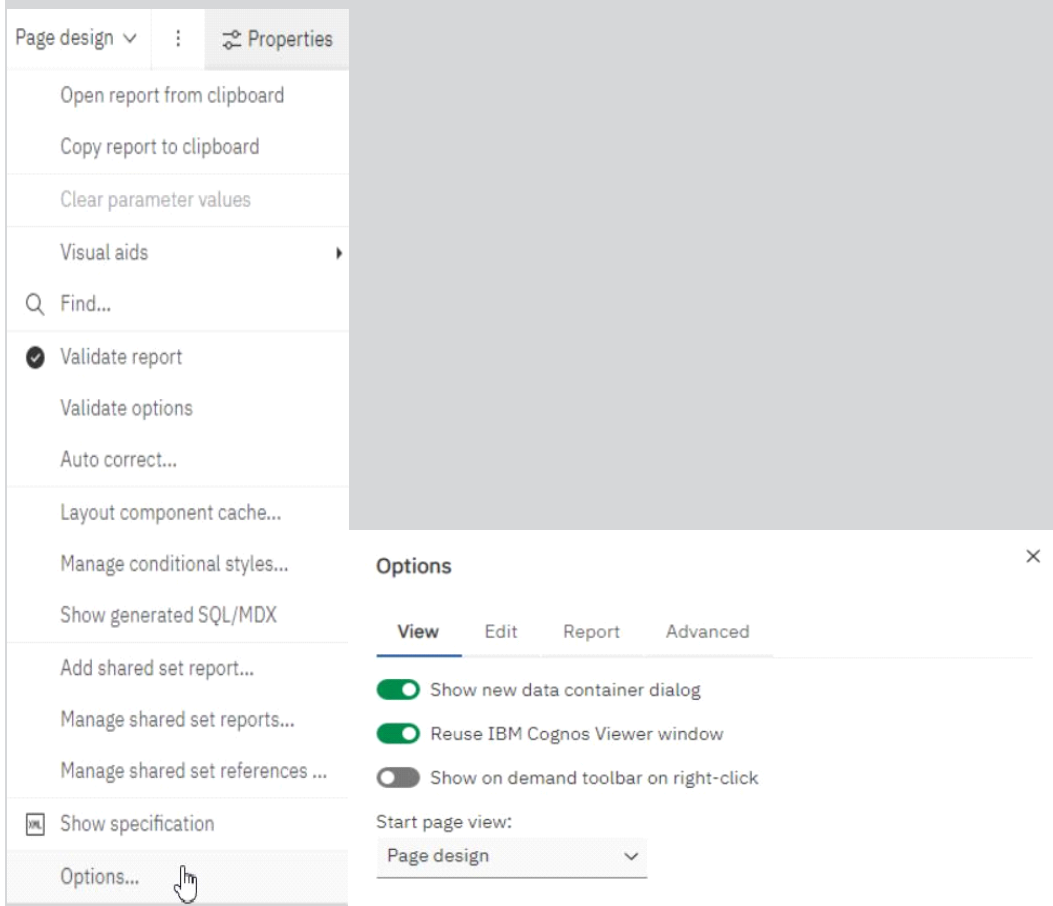 Page design
Properties
Open report from clipboard
Copy report to clipboard
Clear parameter values
Visual aids
Find...
Validate report
Validate options
Auto correct...
Layout component cache...
Manage conditional styles...
Show generated SQL/MDX
Add shared set report...
Manage shared set reports...
Manage shared set references ...
XML Show specification
Options...
Options
View Edit Report Advanced
Show new data container dialog
Reuse IBM Cognos Viewer window
Show on demand toolbar on right-click
Start page view:
Page design